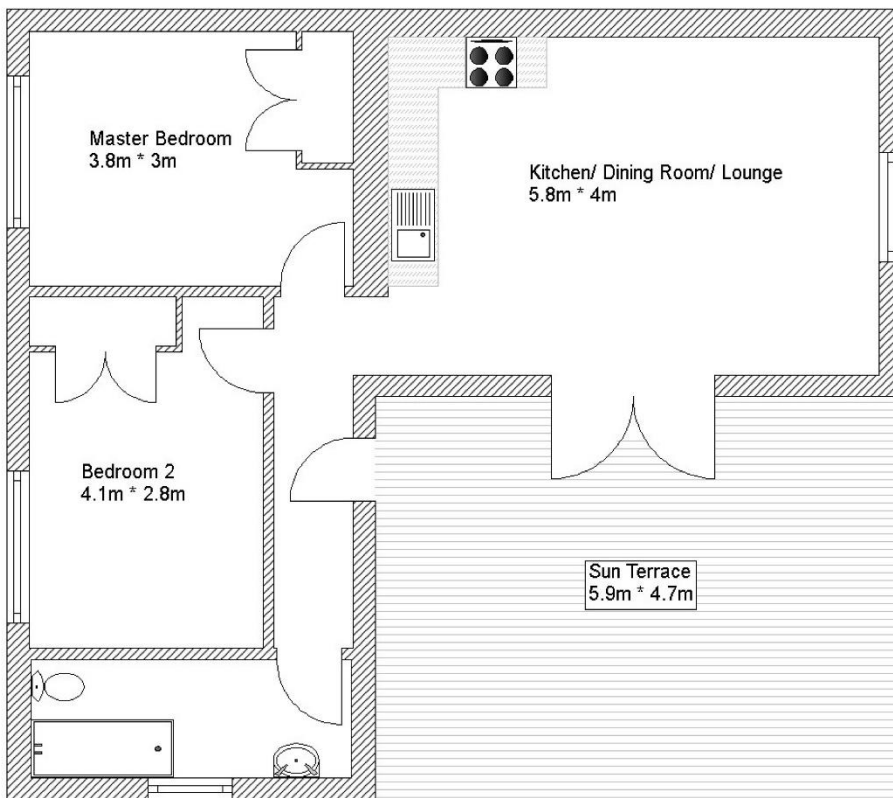 Master Bedroom
3.8m * 3m
Kitchen/ Dining Room/ Lounge
5.8m * 4m
Bedroom 2
4.1m * 2.8m
Sun Terrace
5.9m * 4.7m